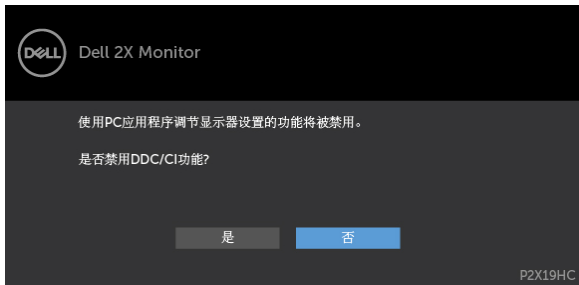 DELL
Dell 2X Monitor
使用PC应用程序调节显示器设置的功能将被禁用。
是否禁用DDC/CI功能?
是
否
P2X19HC